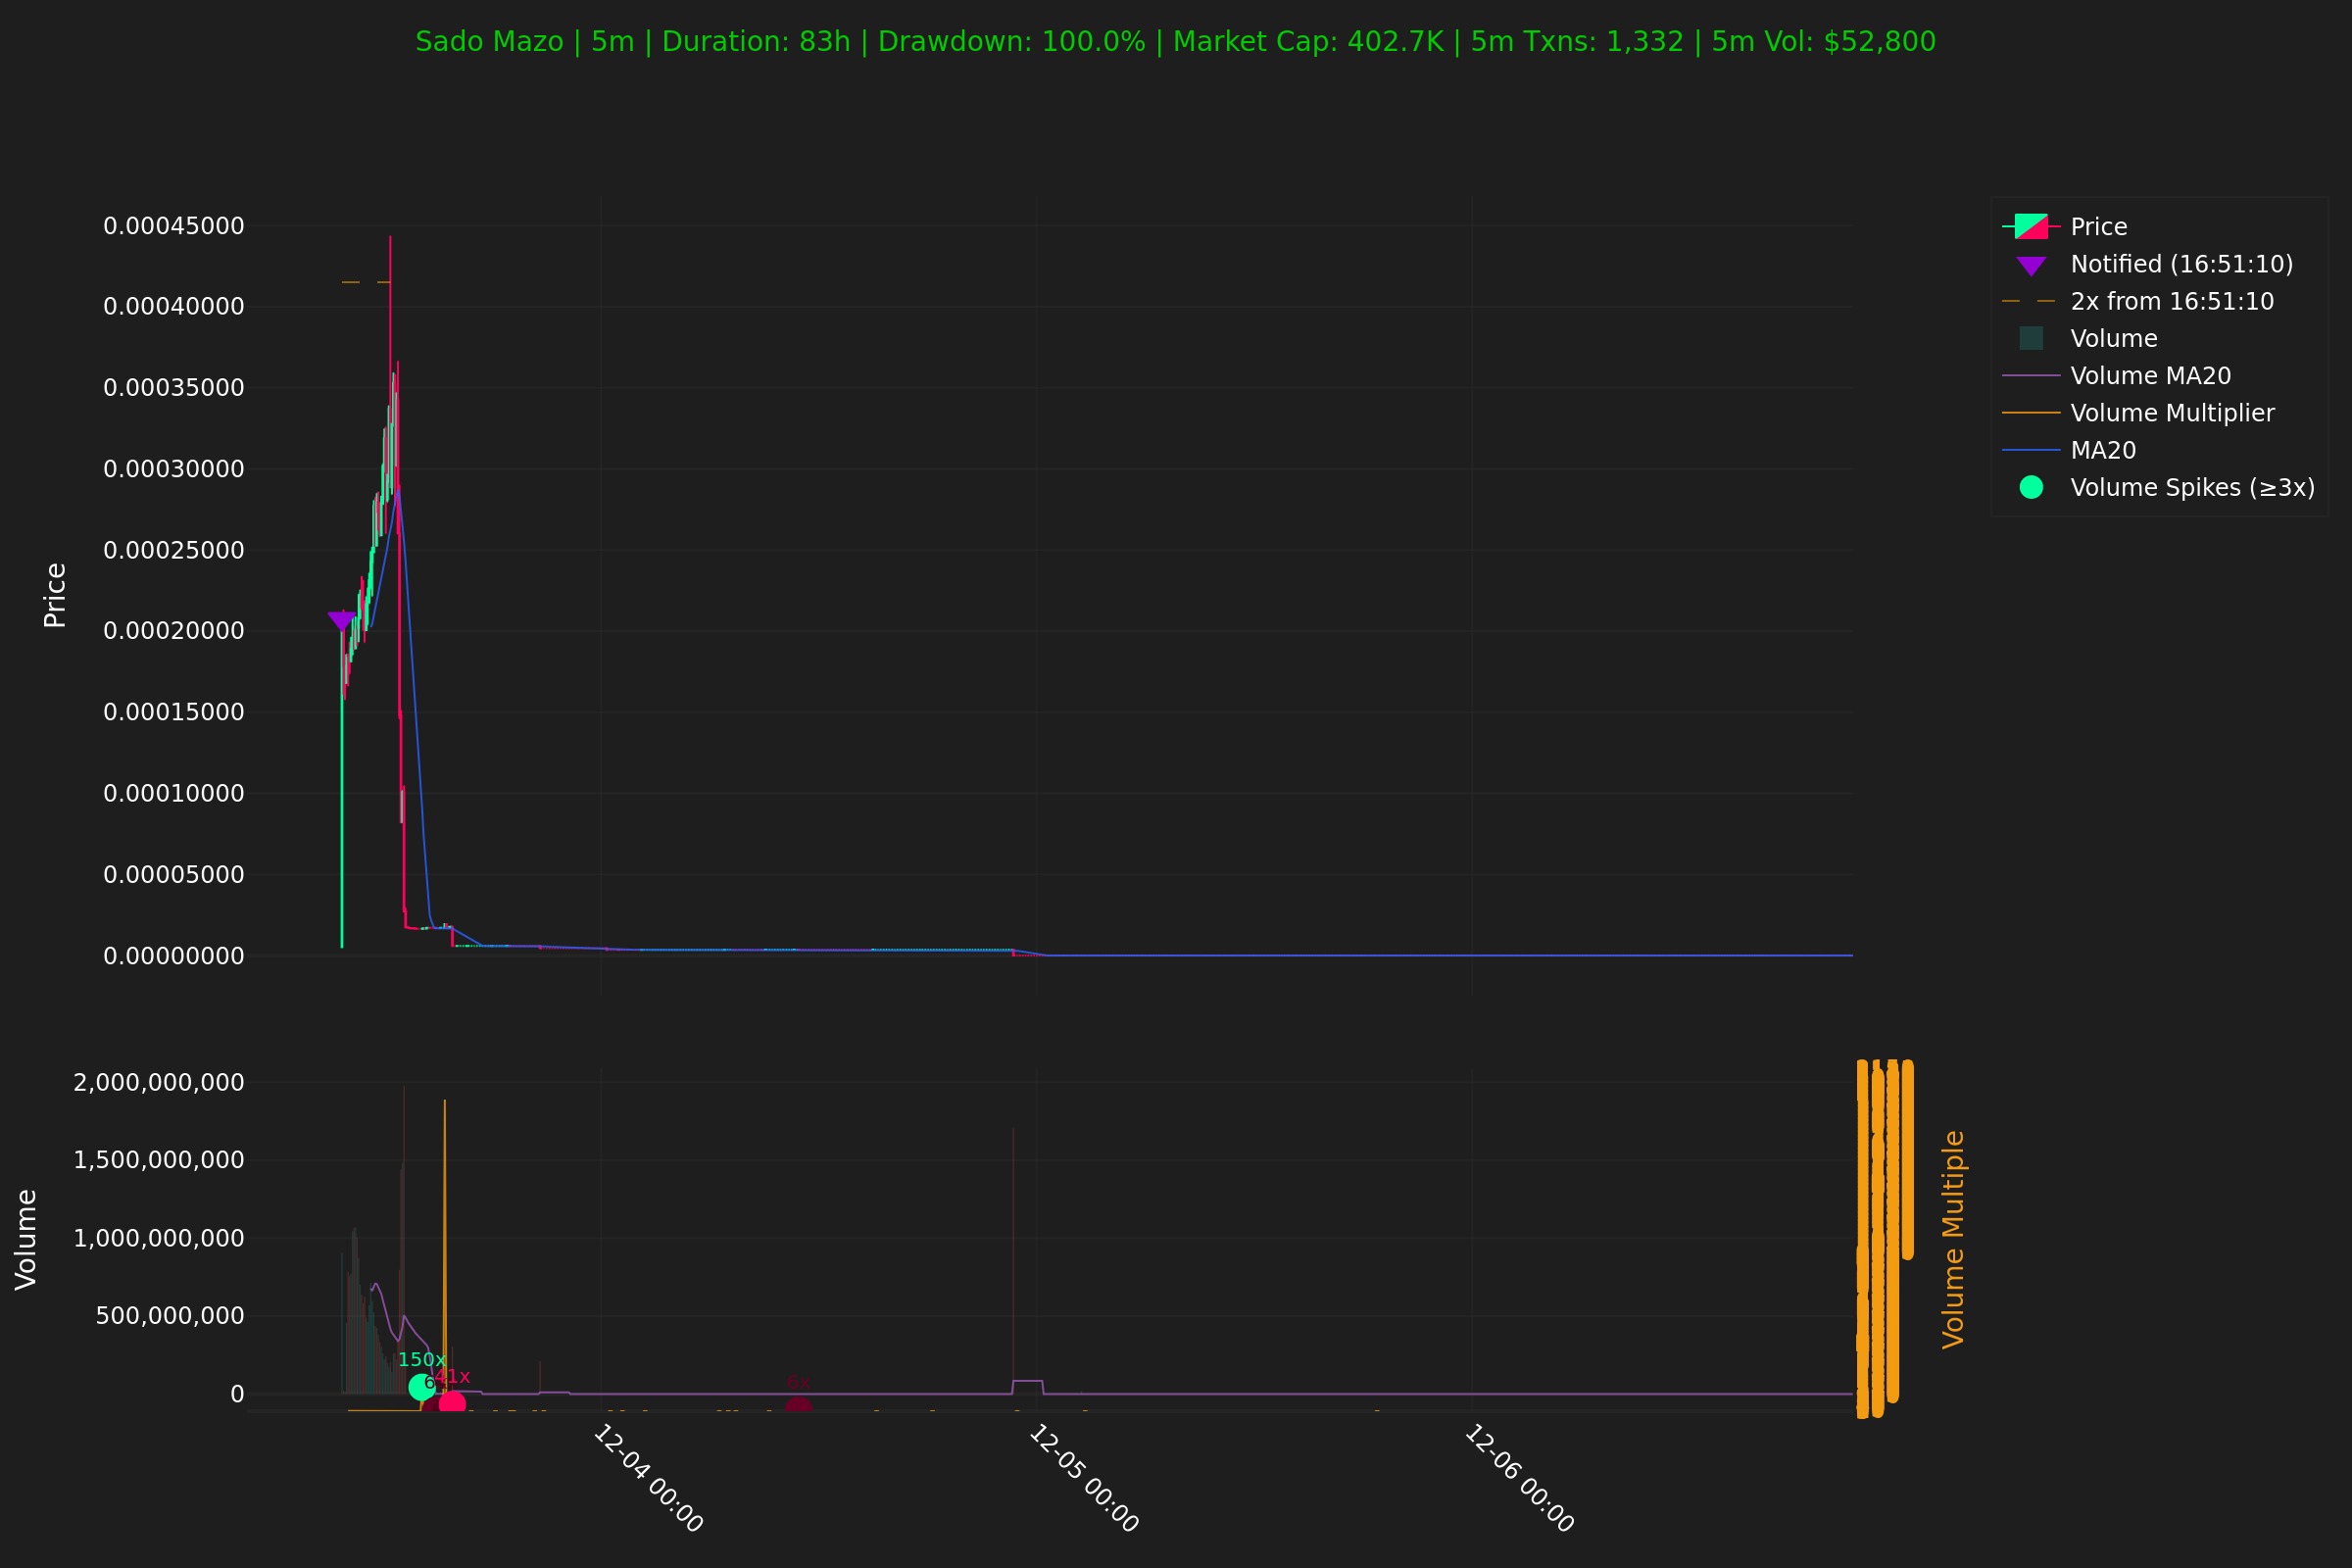 Sado Mazo | 5m | Duration: 83h | Drawdown: 100.0% | Market Cap: 402.7K | 5m Txns: 1,332 | 5m Vol: $52,800
Price
0.00045000
0.00040000
0.00035000
0.00030000
0.00025000
0.00020000
0.00015000
0.00010000
0.00005000
0.00000000
Price
Notified (16:51:10)
2x from 16:51:10
Volume
Volume MA20
Volume Multiplier
MA20
Volume Spikes (≥3x)
Volume
2,000,000,000
1,500,000,000
1,000,000,000
500,000,000
0
150x
41x
6x
Volume Multiple
12-04 00:00
12-05 00:00
12-06 00:00